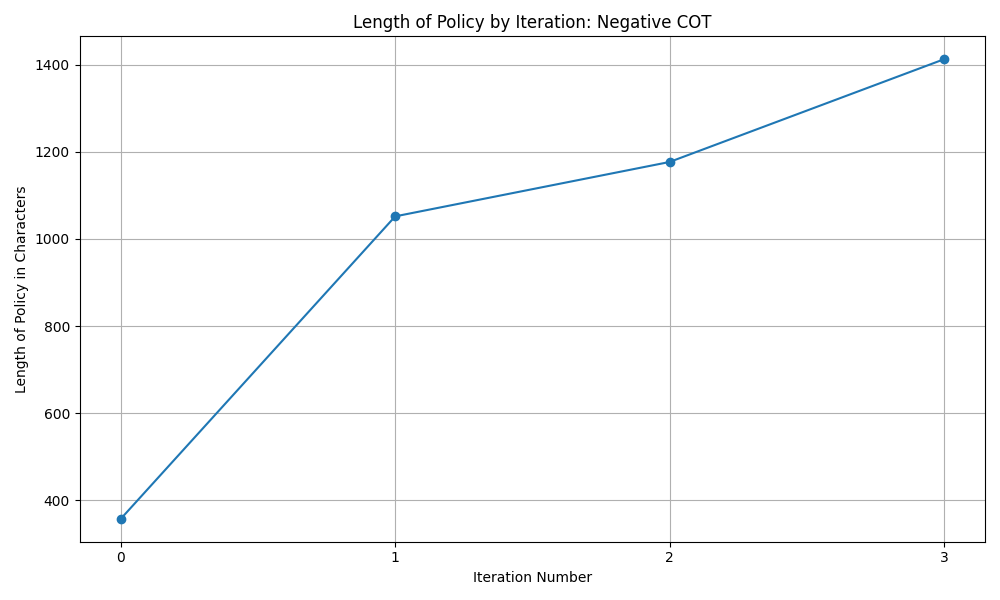 Length of Policy by Iteration: Negative COT
Length of Policy in Characters
1400
1200
1000
800
600
400
0 1 2 3
Iteration Number